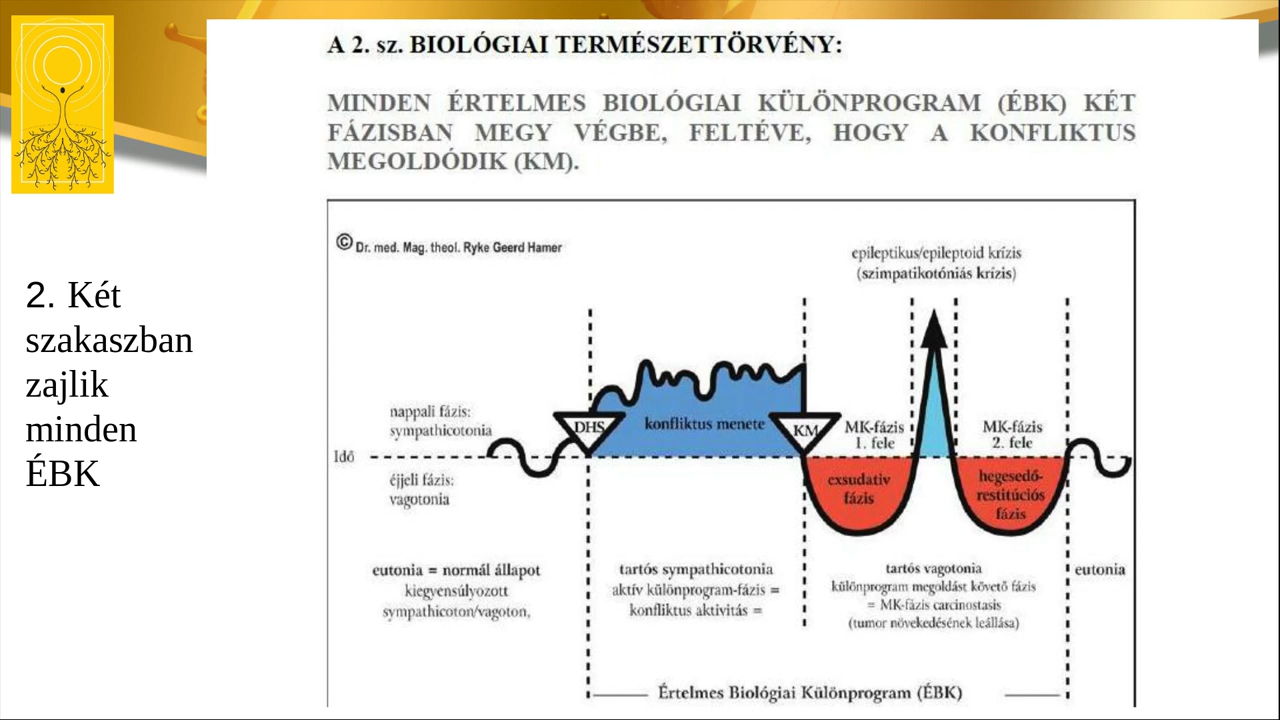 A 2. sz. BIOLÓGIAI TERMÉSZETTÖRVÉNY:
MINDEN ÉRTELMES BIOLÓGIAI KÜLÖNPROGRAM (ÉBK) KÉT
FÁZISBAN MEGY VÉGBE, FELTÉVE, HOGY A KONFLIKTUS
MEGOLDÓDIK (KM).
2. Két
szakaszban
zajlik
minden
ÉBK
© Dr. med. Mag. theol. Ryke Geerd Hamer
epileptikus/epileptoid krízis
(szimpatikotóniás krízis)
nappali fázis:
sympathicotonia
DHS
konfliktus menete
KM
MK-fázis
1. fele
MK-fázis
2. fele
Idő
éjjeli fázis:
vagotonia
exsudativ
fázis
hegesedő-
restitúciós
fázis
eutonia = normál állapot
kiegyensúlyozott
sympathicoton/vagoton,
tartós sympathicotonia
aktív különprogram-fázis =
konfliktus aktivitás =
tartós vagotonia
különprogram megoldást követő fázis
= MK-fázis carcinostasis
(tumor növekedésének leállása)
eutonia
Értelmes Biológiai Különprogram (ÉBK)